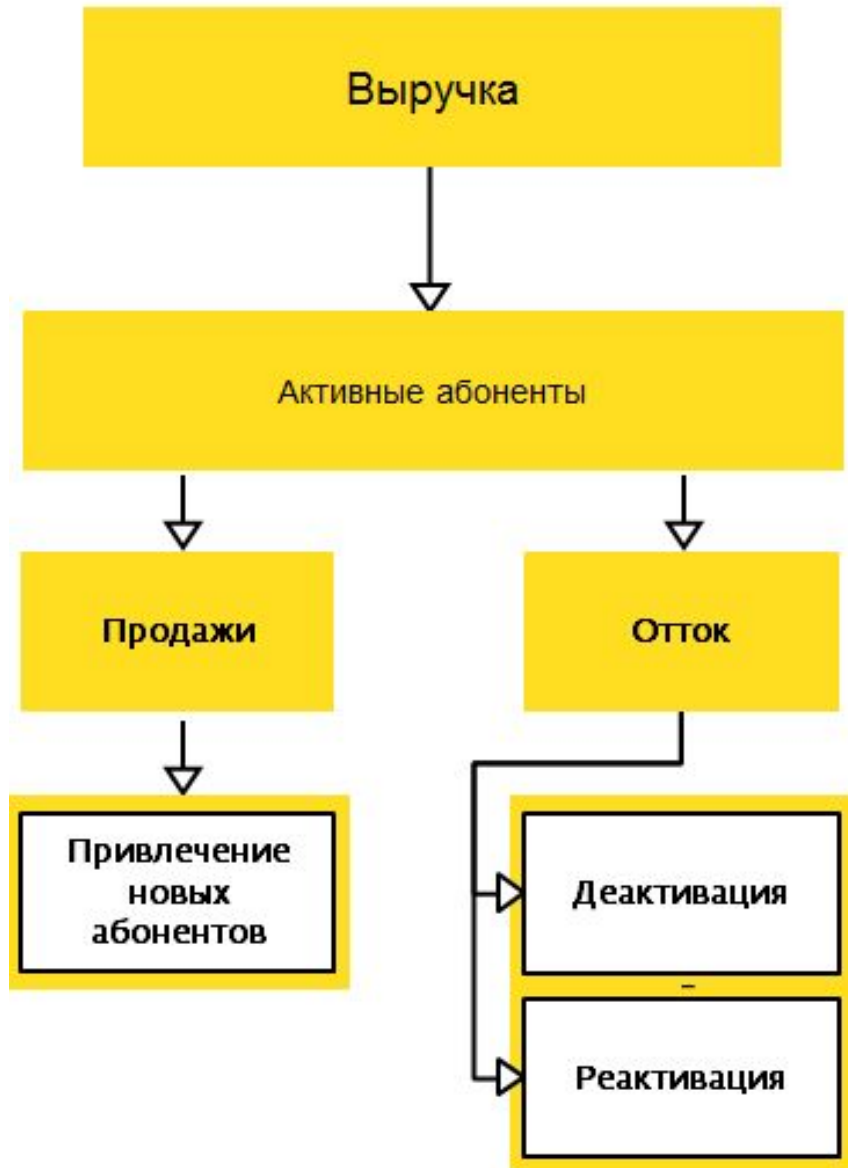 Выручка
Активные абоненты
Продажи
Отток
Привлечение
новых
абонентов
Деактивация
–
Реактивация